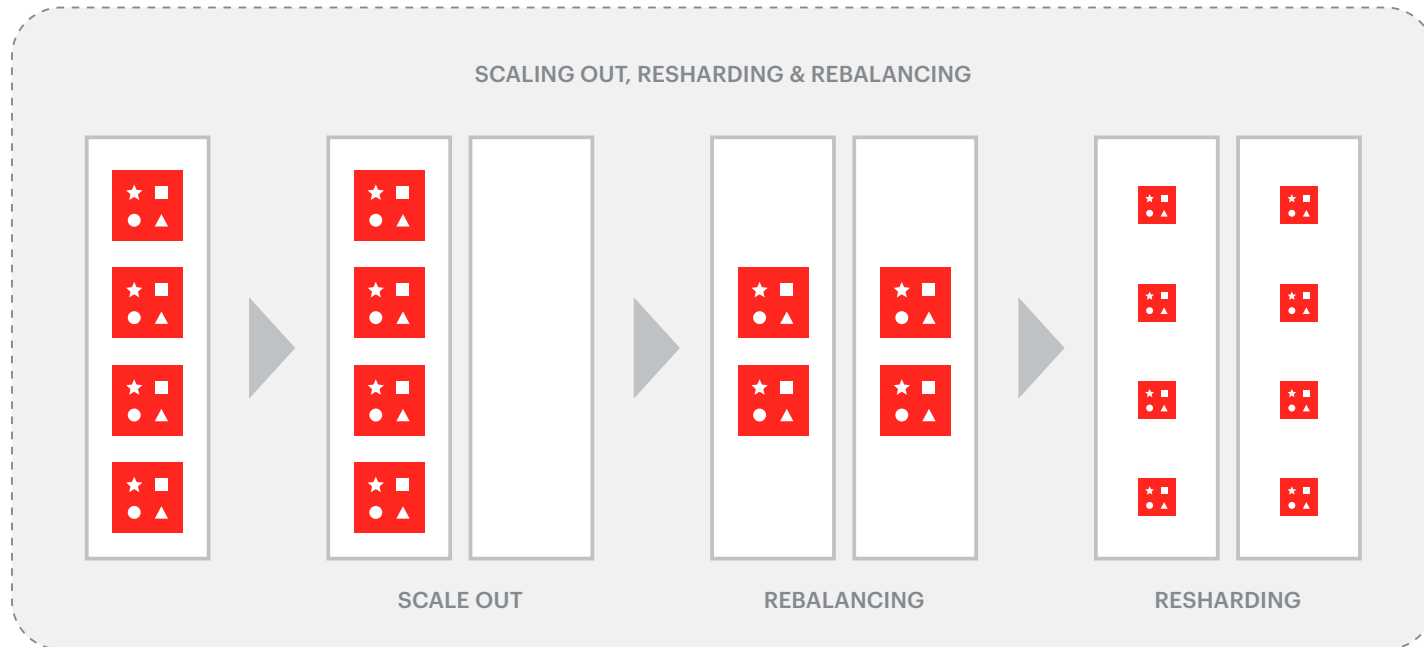 SCALING OUT, RESHARDING & REBALANCING
SCALE OUT
REBALANCING
RESHARDING